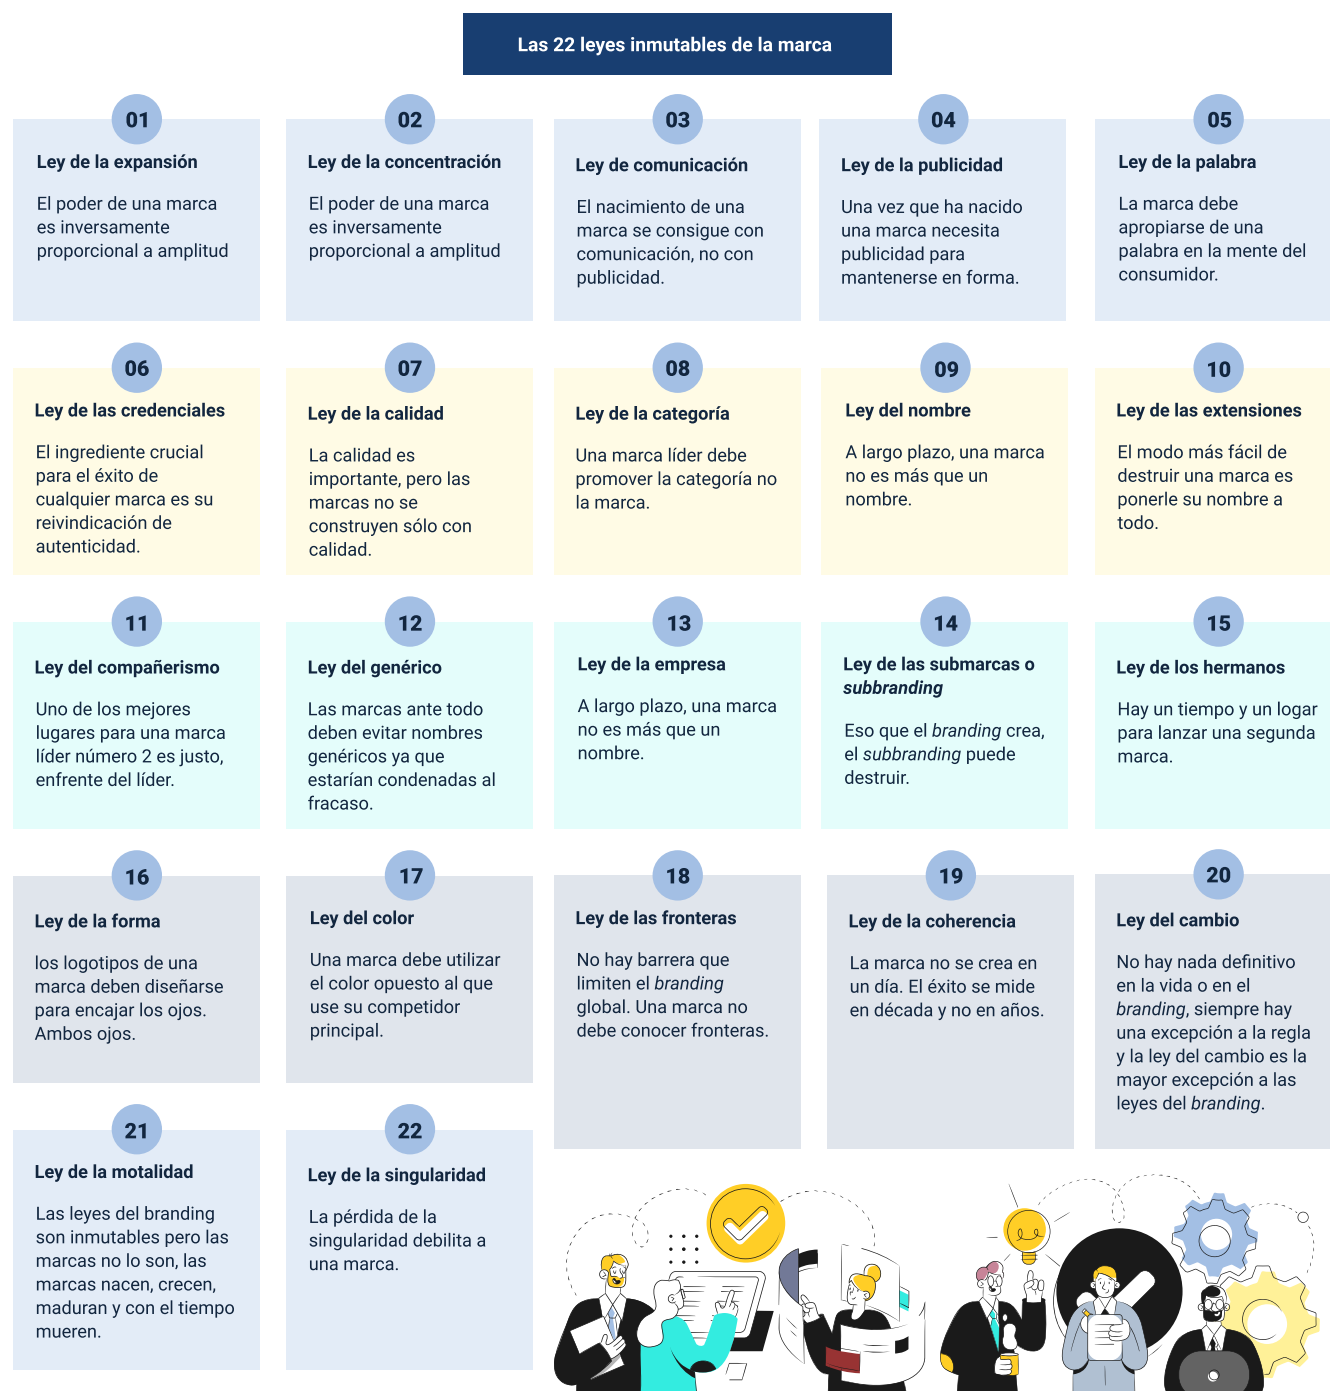 Las 22 leyes inmutables de la marca
01
Ley de la expansión
El poder de una marca
es inversamente
proporcional a amplitud
02
Ley de la concentración
El poder de una marca
es inversamente
proporcional a amplitud
03
Ley de comunicación
El nacimiento de una
marca se consigue con
comunicación, no con
publicidad.
04
Ley de la publicidad
Una vez que ha nacido
una marca necesita
publicidad para
mantenerse en forma.
05
Ley de la palabra
La marca debe
apropiarse de una
palabra en la mente del
consumidor.
06
Ley de las credenciales
El ingrediente crucial
para el éxito de
cualquier marca es su
reivindicación de
autenticidad.
07
Ley de la calidad
La calidad es
importante, pero las
marcas no se
construyen sólo con
calidad.
08
Ley de la categoría
Una marca líder debe
promover la categoría no
la marca.
09
Ley del nombre
A largo plazo, una marca
no es más que un
nombre.
10
Ley de las extensiones
El modo más fácil de
destruir una marca es
ponerle su nombre a
todo.
11
Ley del compañerismo
Uno de los mejores
lugares para una marca
líder número 2 es justo,
enfrente del líder.
12
Ley del genérico
Las marcas ante todo
deben evitar nombres
genéricos ya que
estarían condenadas al
fracaso.
13
Ley de la empresa
A largo plazo, una marca
no es más que un
nombre.
14
Ley de las submarcas o
subbranding
Eso que el branding crea,
el subbranding puede
destruir.
15
Ley de los hermanos
Hay un tiempo y un logar
para lanzar una segunda
marca.
16
Ley de la forma
los logotipos de una
marca deben diseñarse
para encajar los ojos.
Ambos ojos.
17
Ley del color
Una marca debe utilizar
el color opuesto al que
use su competidor
principal.
18
Ley de las fronteras
No hay barrera que
limiten el branding
global. Una marca no
debe conocer fronteras.
19
Ley de la coherencia
La marca no se crea en
un día. El éxito se mide
en década y no en años.
20
Ley del cambio
No hay nada definitivo
en la vida o en el
branding, siempre hay
una excepción a la regla
y la ley del cambio es la
mayor excepción a las
leyes del branding.
21
Ley de la motalidad
Las leyes del branding
son inmutables pero las
marcas no lo son, las
marcas nacen, crecen,
maduran y con el tiempo
mueren.
22
Ley de la singularidad
La pérdida de la
singularidad debilita a
una marca.